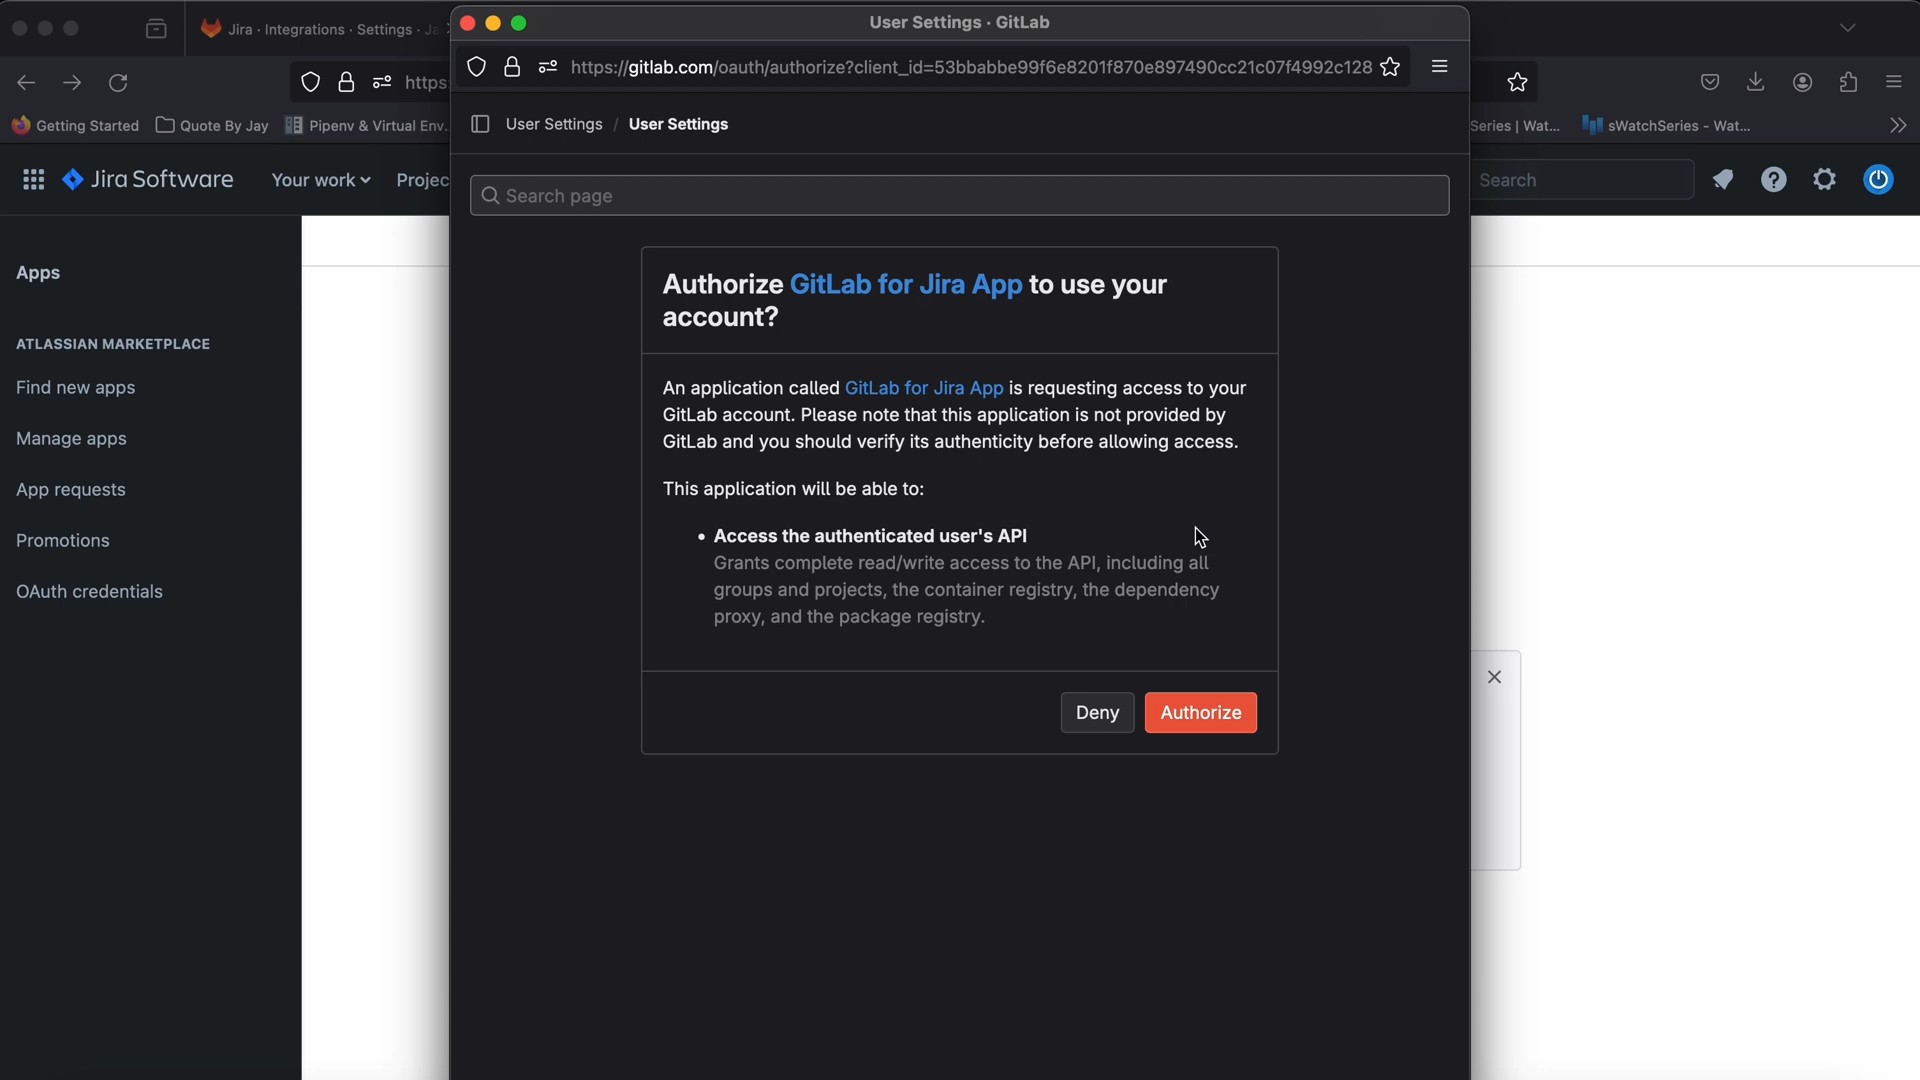 User Settings · GitLab
Jira · Integrations · Settings · Ja
https://gitlab.com/oauth/authorize?client_id=53bbabbe99f6e8201f870e897490cc21c07f4992c128
https:
Getting Started
Quote By Jay
Pipenv & Virtual Env...
Series | Wat...
sWatchSeries - Wat...
User Settings / User Settings
Jira Software
Your work
Projec
Search
Search page
Apps
ATLASSIAN MARKETPLACE
Find new apps
Manage apps
App requests
Promotions
OAuth credentials
Authorize GitLab for Jira App to use your
account?
An application called GitLab for Jira App is requesting access to your
GitLab account. Please note that this application is not provided by
GitLab and you should verify its authenticity before allowing access.
This application will be able to:
• Access the authenticated user's API
Grants complete read/write access to the API, including all
groups and projects, the container registry, the dependency
proxy, and the package registry.
Deny
Authorize